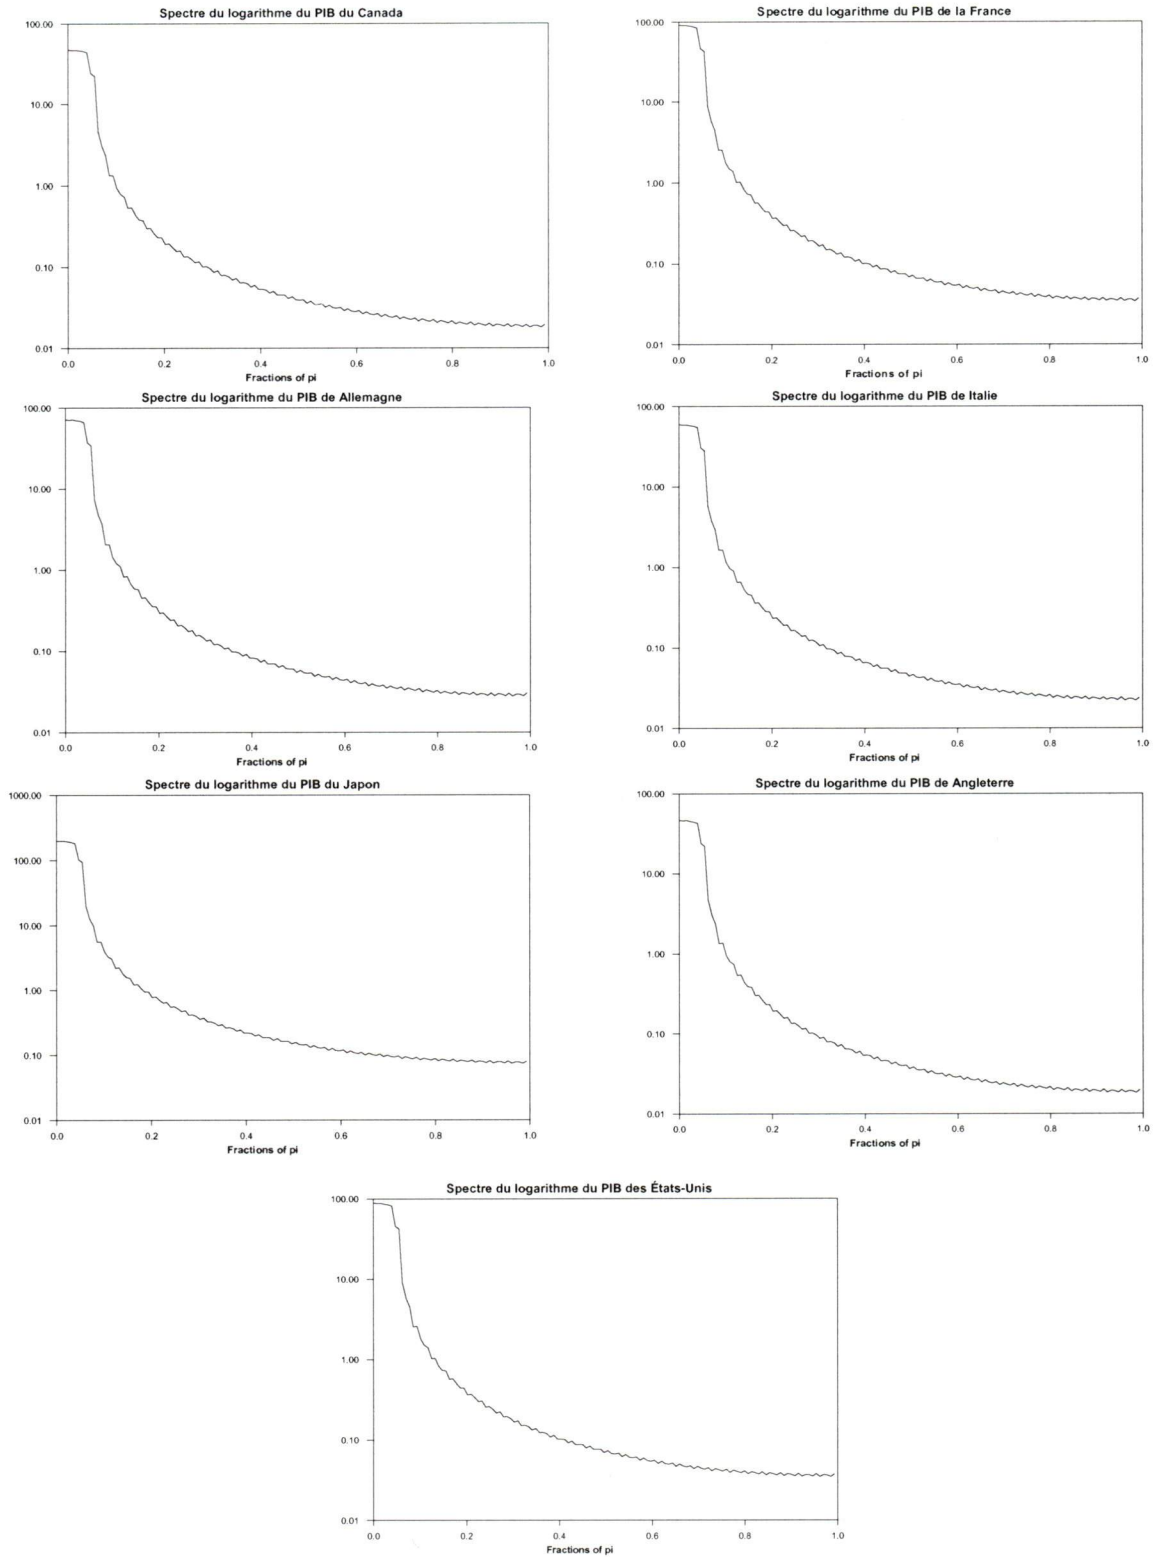 Spectre du logarithme du PIB du Canada
100.00
10.00
1.00
0.10
0.01
0.0 0.2 0.4 0.6 0.8 1.0
Fractions of pi
Spectre du logarithme du PIB de la France
100.00
10.00
1.00
0.10
0.01
0.0 0.2 0.4 0.6 0.8 1.0
Fractions of pi
Spectre du logarithme du PIB de Allemagne
100.00
10.00
1.00
0.10
0.01
0.0 0.2 0.4 0.6 0.8 1.0
Fractions of pi
Spectre du logarithme du PIB de Italie
100.00
10.00
1.00
0.10
0.01
0.0 0.2 0.4 0.6 0.8 1.0
Fractions of pi
Spectre du logarithme du PIB du Japon
1000.00
100.00
10.00
1.00
0.10
0.01
0.0 0.2 0.4 0.6 0.8 1.0
Fractions of pi
Spectre du logarithme du PIB de Angleterre
100.00
10.00
1.00
0.10
0.01
0.0 0.2 0.4 0.6 0.8 1.0
Fractions of pi
Spectre du logarithme du PIB des États-Unis
100.00
10.00
1.00
0.10
0.01
0.0 0.2 0.4 0.6 0.8 1.0
Fractions of pi